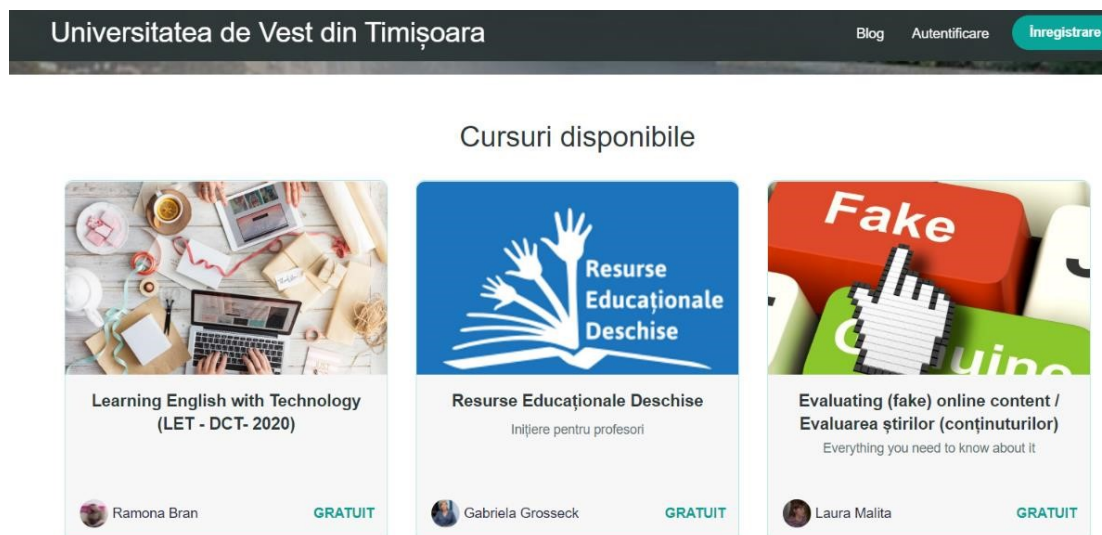 Universitatea de Vest din Timișoara
Blog Autentificare Înregistrare
Cursuri disponibile
Resurse
Educaționale
Deschise
Fake
Learning English with Technology
(LET - DCT- 2020)
Ramona Bran GRATUIT
Resurse Educaționale Deschise
Inițiere pentru profesori
Gabriela Grosseck GRATUIT
Evaluating (fake) online content /
Evaluarea știrilor (conținuturilor)
Everything you need to know about it
Laura Malita GRATUIT